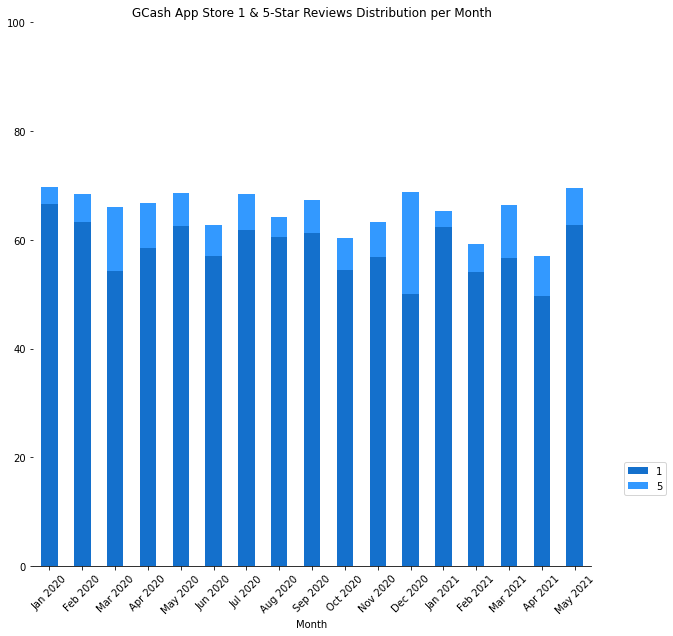 GCash App Store 1 & 5-Star Reviews Distribution per Month
100
80
60
40
20
0
1
5
Jan 2020
Feb 2020
Mar 2020
Apr 2020
May 2020
Jun 2020
Jul 2020
Aug 2020
Sep 2020
Oct 2020
Nov 2020
Dec 2020
Jan 2021
Feb 2021
Mar 2021
Apr 2021
May 2021
Month